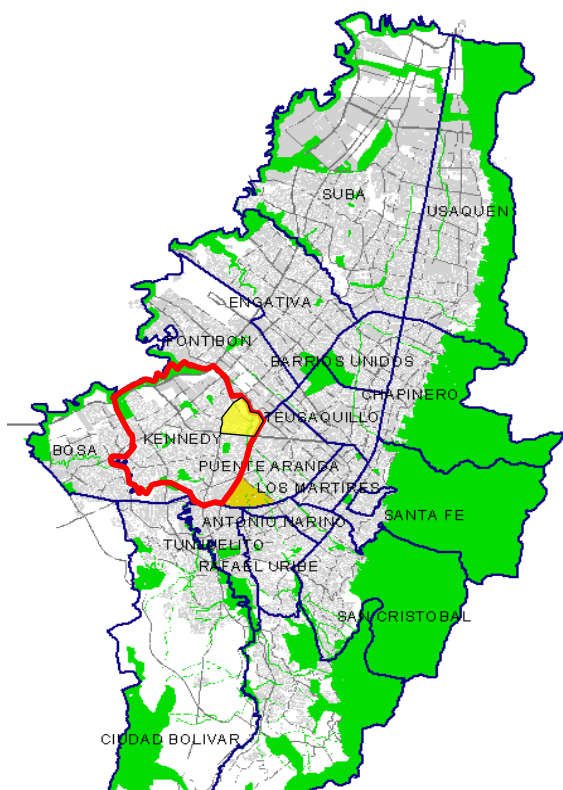 SUBA
USAQUEN
ENGATIVA
FONTIBON
BARRIOS UNIDOS
CHAPINERO
TEUSAQUILLO
KENNEDY
BOSA
PUENTE ARANDA
LOS MARTIRES
SANTA FE
ANTONIO NARINO
TUNJUELITO
RAFAEL URIBE
SAN CRISTOBAL
CIUDAD BOLIVAR